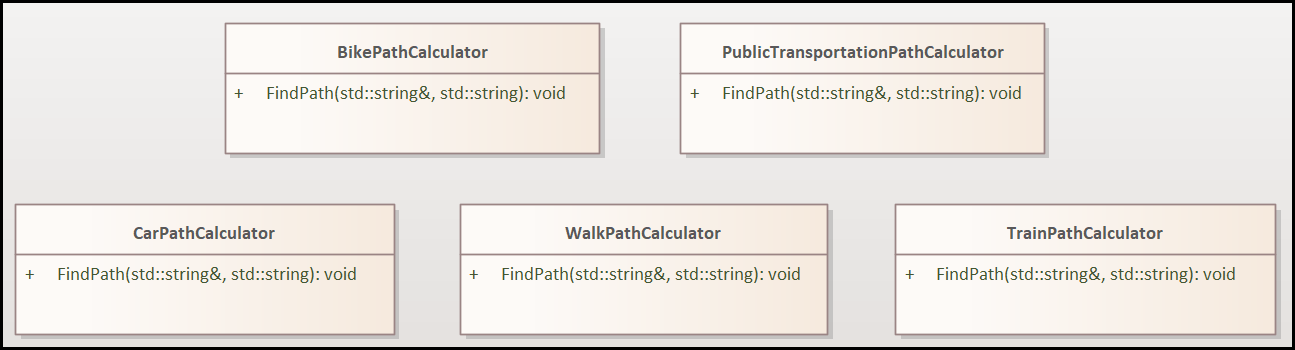 BikePathCalculator
+ FindPath(std::string&, std::string): void
PublicTransportationPathCalculator
+ FindPath(std::string&, std::string): void
CarPathCalculator
+ FindPath(std::string&, std::string): void
WalkPathCalculator
+ FindPath(std::string&, std::string): void
TrainPathCalculator
+ FindPath(std::string&, std::string): void